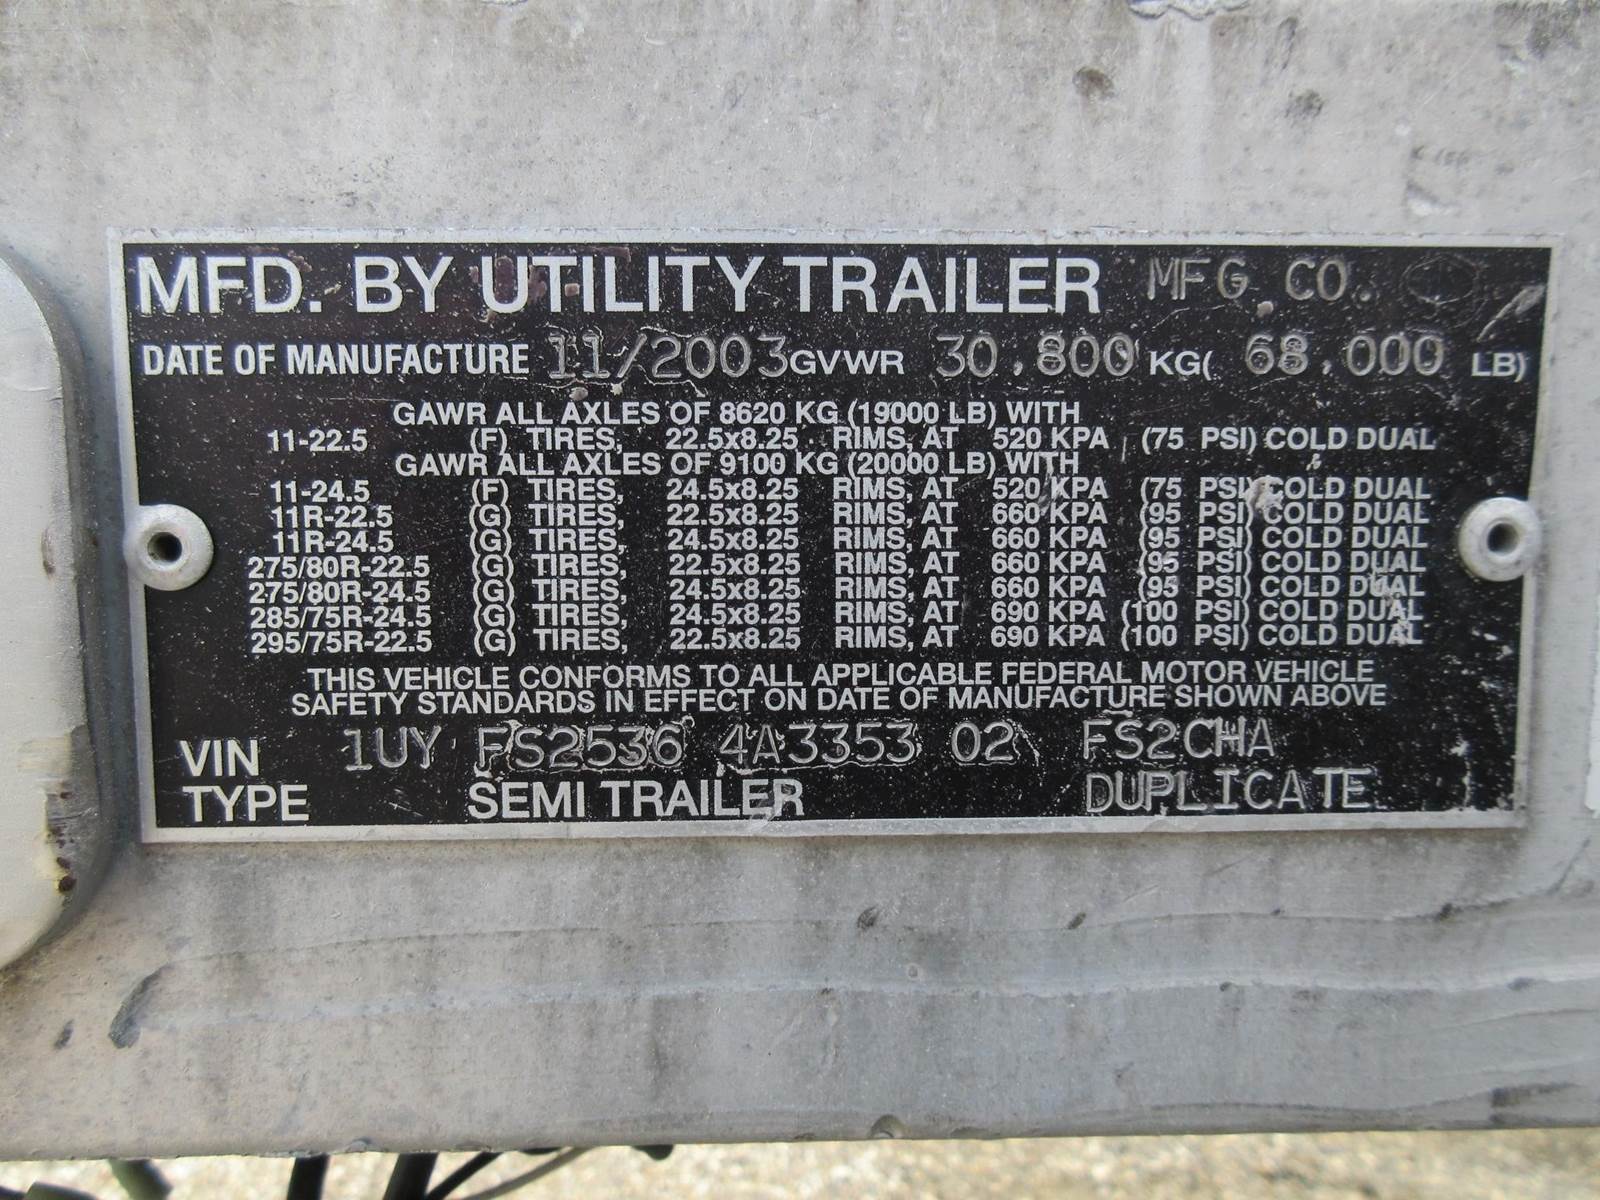 MFD. BY UTILITY TRAILER MFG CO.
DATE OF MANUFACTURE 11/2003 GVWR 30,800 KG( 68,000 LB)
GAWR ALL AXLES OF 8620 KG (19000 LB) WITH
11-22.5 (F) TIRES, 22.5x8.25 RIMS, AT 520 KPA (75 PSI) COLD DUAL
GAWR ALL AXLES OF 9100 KG (20000 LB) WITH
11-24.5 (F) TIRES, 24.5x8.25 RIMS, AT 520 KPA (75 PSI) COLD DUAL
11R-22.5 (G) TIRES, 22.5x8.25 RIMS, AT 660 KPA (95 PSI) COLD DUAL
11R-24.5 (G) TIRES, 24.5x8.25 RIMS, AT 660 KPA (95 PSI) COLD DUAL
275/80R-22.5 (G) TIRES, 22.5x8.25 RIMS, AT 660 KPA (95 PSI) COLD DUAL
275/80R-24.5 (G) TIRES, 24.5x8.25 RIMS, AT 660 KPA (95 PSI) COLD DUAL
285/75R-24.5 (G) TIRES, 24.5x8.25 RIMS, AT 690 KPA (100 PSI) COLD DUAL
295/75R-22.5 (G) TIRES, 22.5x8.25 RIMS, AT 690 KPA (100 PSI) COLD DUAL
THIS VEHICLE CONFORMS TO ALL APPLICABLE FEDERAL MOTOR VEHICLE
SAFETY STANDARDS IN EFFECT ON DATE OF MANUFACTURE SHOWN ABOVE
VIN 1UY FS2536 4A3353 02 FS2CHA
TYPE SEMI TRAILER DUPLICATE